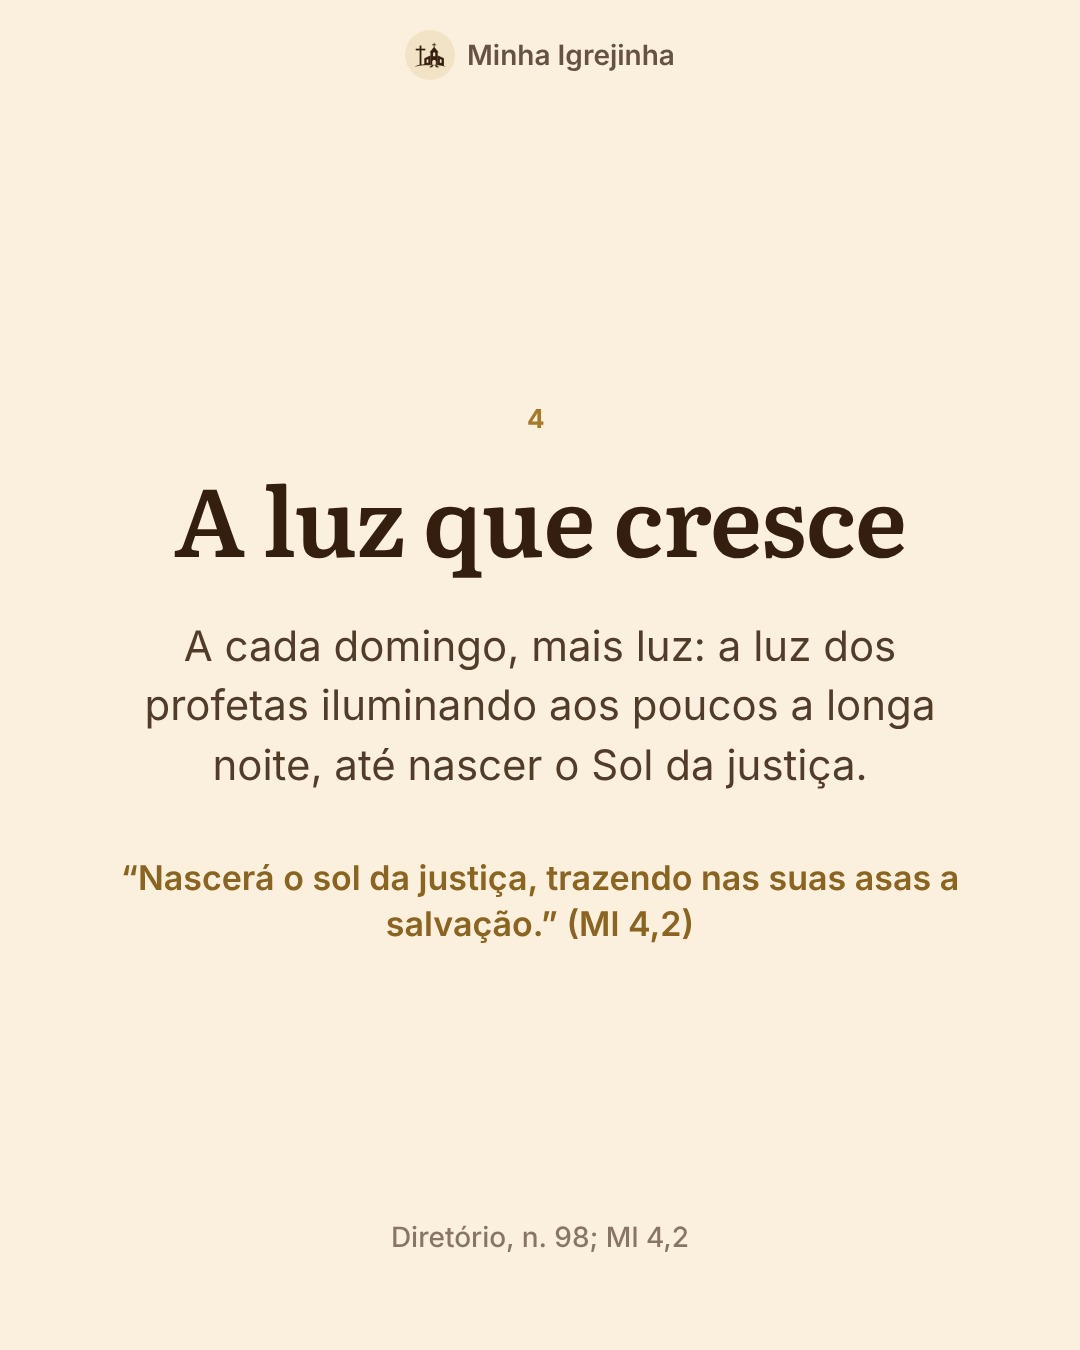 Minha Igrejinha
4
A luz que cresce
A cada domingo, mais luz: a luz dos
profetas iluminando aos poucos a longa
noite, até nascer o Sol da justiça.
“Nascerá o sol da justiça, trazendo nas suas asas a
salvação.” (Ml 4,2)
Diretório, n. 98; Ml 4,2